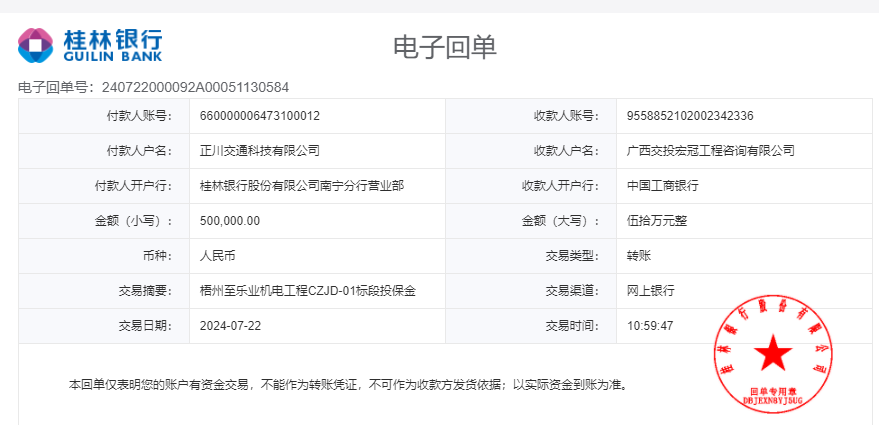 桂林银行
GUILIN BANK
电子回单
电子回单号：240722000092A00051130584
付款人账号： 660000006473100012 收款人账号： 9558852102002342336
付款人户名： 正川交通科技有限公司 收款人户名： 广西交投宏冠工程咨询有限公司
付款人开户行： 桂林银行股份有限公司南宁分行营业部 收款人开户行： 中国工商银行
金额（小写）： 500,000.00 金额（大写）： 伍拾万元整
币种： 人民币 交易类型： 转账
交易摘要： 梧州至乐业机电工程CZJD-01标段投保金 交易渠道： 网上银行
交易日期： 2024-07-22 交易时间： 10:59:47
本回单仅表明您的账户有资金交易，不能作为转账凭证，不可作为收款方发货依据；以实际资金到账为准。
桂林银行股份有限公司
回单专用章
DBJEXN8YJ5UG